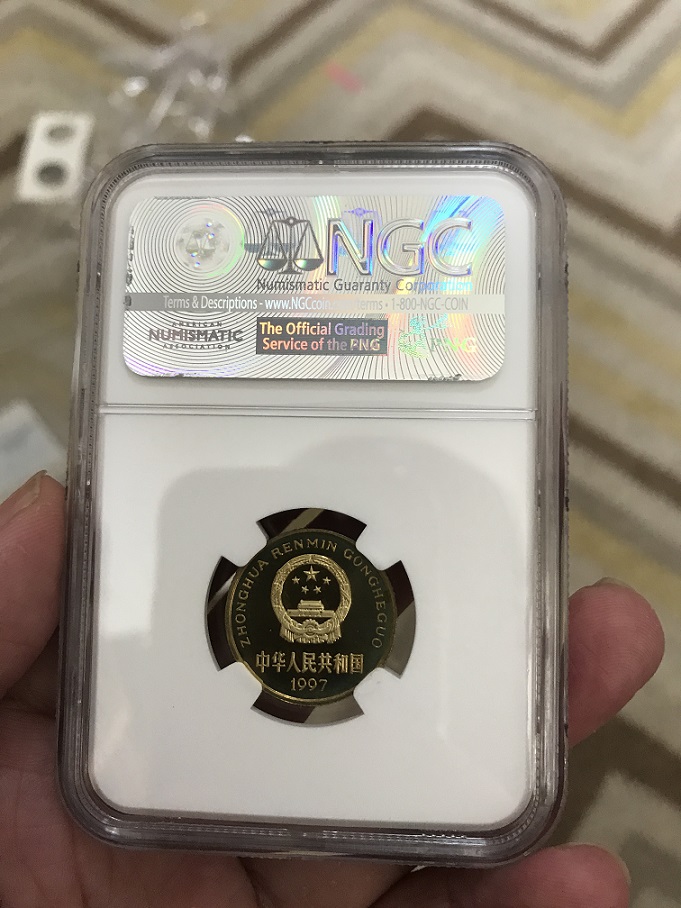 NGC
Numismatic Guaranty Corporation
Terms & Descriptions - www.NGCcoin.com/terms • 1-800-NGC-COIN
AMERICAN
NUMISMATIC
ASSOCIATION
The Official Grading
Service of the PNG
PNG
ZHONGHUA RENMIN GONGHEGUO
中华人民共和国
1997